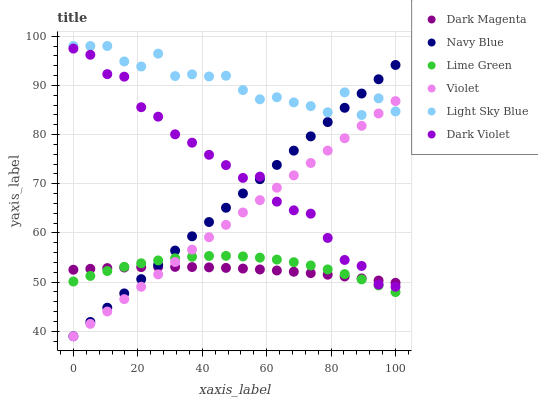 title
Dark Magenta
Navy Blue
Lime Green
Violet
Light Sky Blue
Dark Violet
yaxis_label
100
90
80
70
60
50
40
0
20
40
60
80
100
xaxis_label